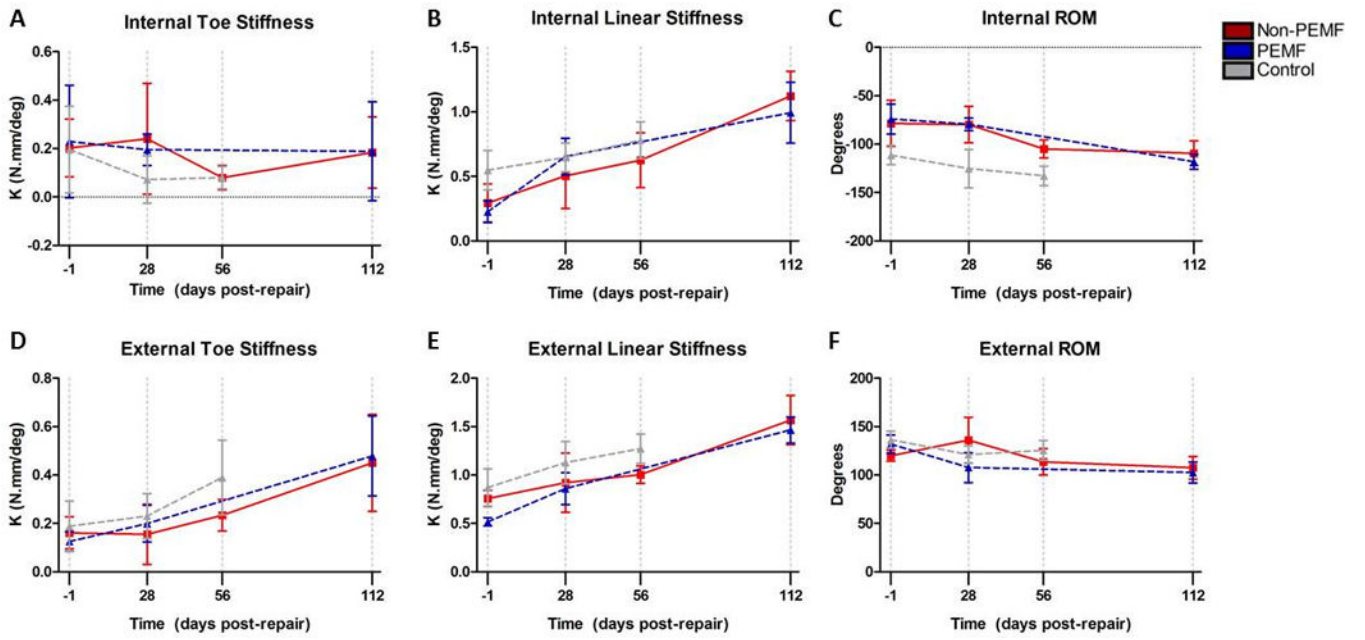 A
Internal Toe Stiffness
K (N.mm/deg)
0.6
0.4
0.2
0.0
-0.2
-1
28
56
112
Time (days post-repair)
B
Internal Linear Stiffness
K (N.mm/deg)
1.5
1.0
0.5
0.0
-1
28
56
112
Time (days post-repair)
C
Internal ROM
Degrees
0
-50
-100
-150
-200
-1
28
56
112
Time (days post-repair)
Non-PEMF
PEMF
Control
D
External Toe Stiffness
K (N.mm/deg)
0.8
0.6
0.4
0.2
0.0
-1
28
56
112
Time (days post-repair)
E
External Linear Stiffness
K (N.mm/deg)
2.0
1.5
1.0
0.5
0.0
-1
28
56
112
Time (days post-repair)
F
External ROM
Degrees
200
150
100
50
0
-1
28
56
112
Time (days post-repair)